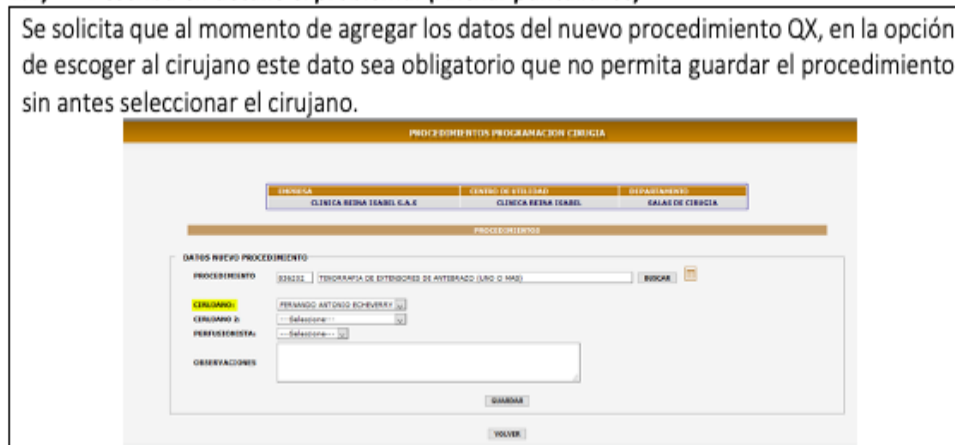 Se solicita que al momento de agregar los datos del nuevo procedimiento QX, en la opción
de escoger al cirujano este dato sea obligatorio que no permita guardar el procedimiento
sin antes seleccionar el cirujano.
PROCEDIMIENTOS PROGRAMACION CIRUGIA
EMPRESA CENTRO DE UTILIDAD DEPARTAMENTO
CLINICA REINA ISABEL S.A.S CLINICA REINA ISABEL SALAS DE CIRUGIA
PROCEDIMIENTOS
DATOS NUEVO PROCEDIMIENTO
PROCEDIMIENTO TENORRAFIA DE EXTENSORES DE ANTEBRAZO (UNO O MAS) BUSCAR
CIRUJANO: FERNANDO ANTONIO ECHEVERRY
CIRUJANO 2: ---Seleccione---
PERFUSIONISTA: ---Seleccione---
OBSERVACIONES
GUARDAR
VOLVER